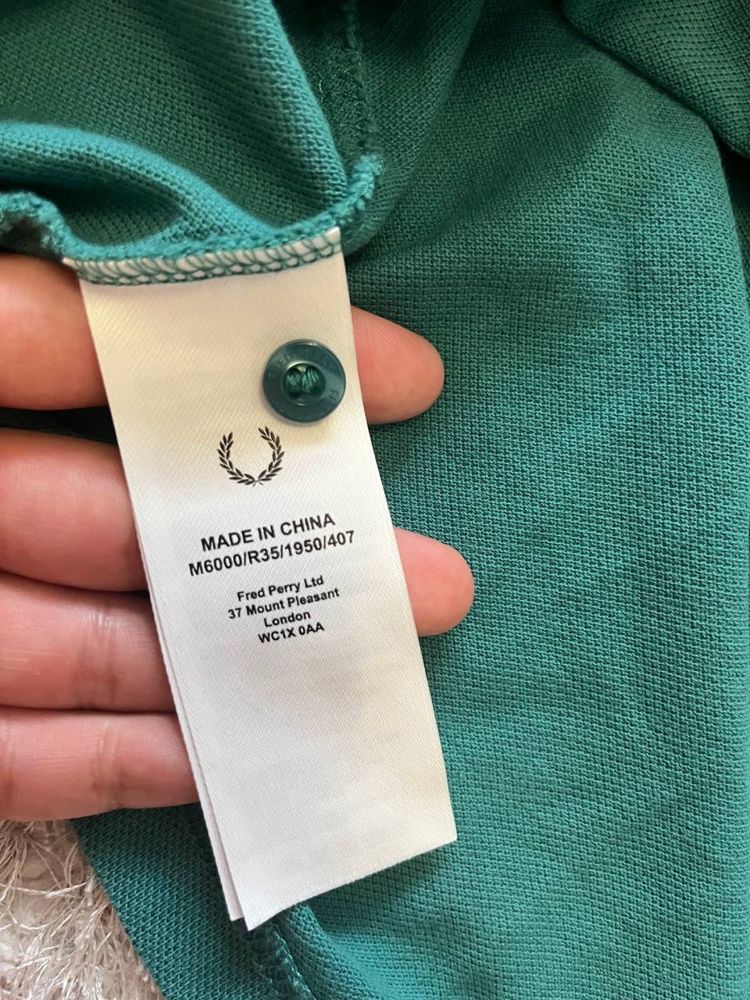 MADE IN CHINA
M6000/R35/1950/407
Fred Perry Ltd
37 Mount Pleasant
London
WC1X 0AA